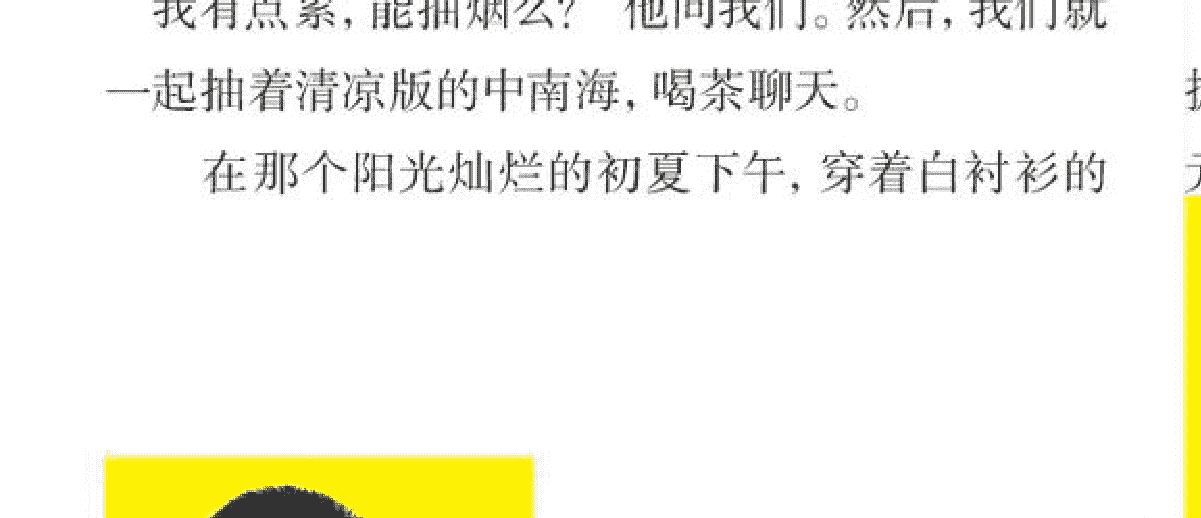 我有点累，能抽烟么？ 他问我们。然后，我们就
一起抽着清凉版的中南海，喝茶聊天。
在那个阳光灿烂的初夏下午，穿着白衬衫的